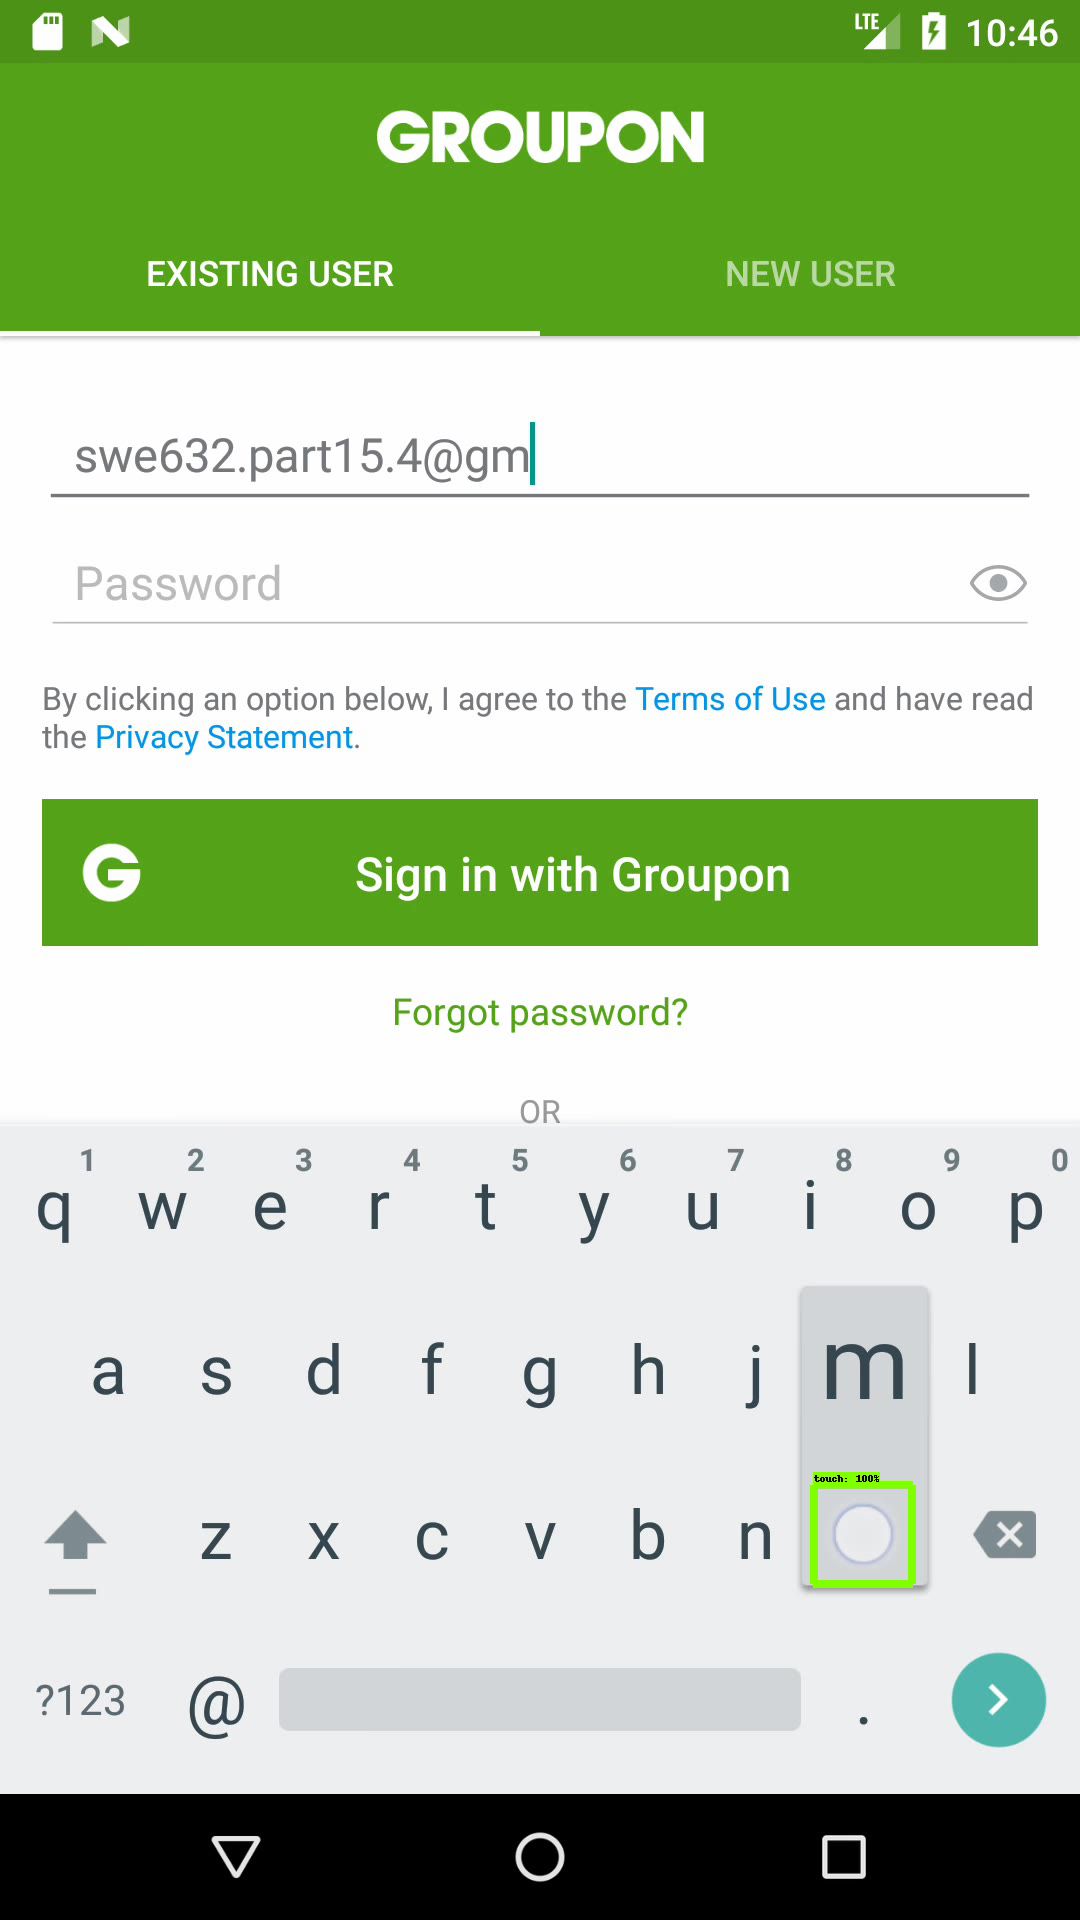 LTE 10:46
GROUPON
EXISTING USER NEW USER
swe632.part15.4@gm
Password
By clicking an option below, I agree to the Terms of Use and have read
the Privacy Statement.
G Sign in with Groupon
Forgot password?
OR
1 2 3 4 5 6 7 8 9 0
q w e r t y u i o p
a s d f g h j m l
touch: 100%
z x c v b n
?123 @ .